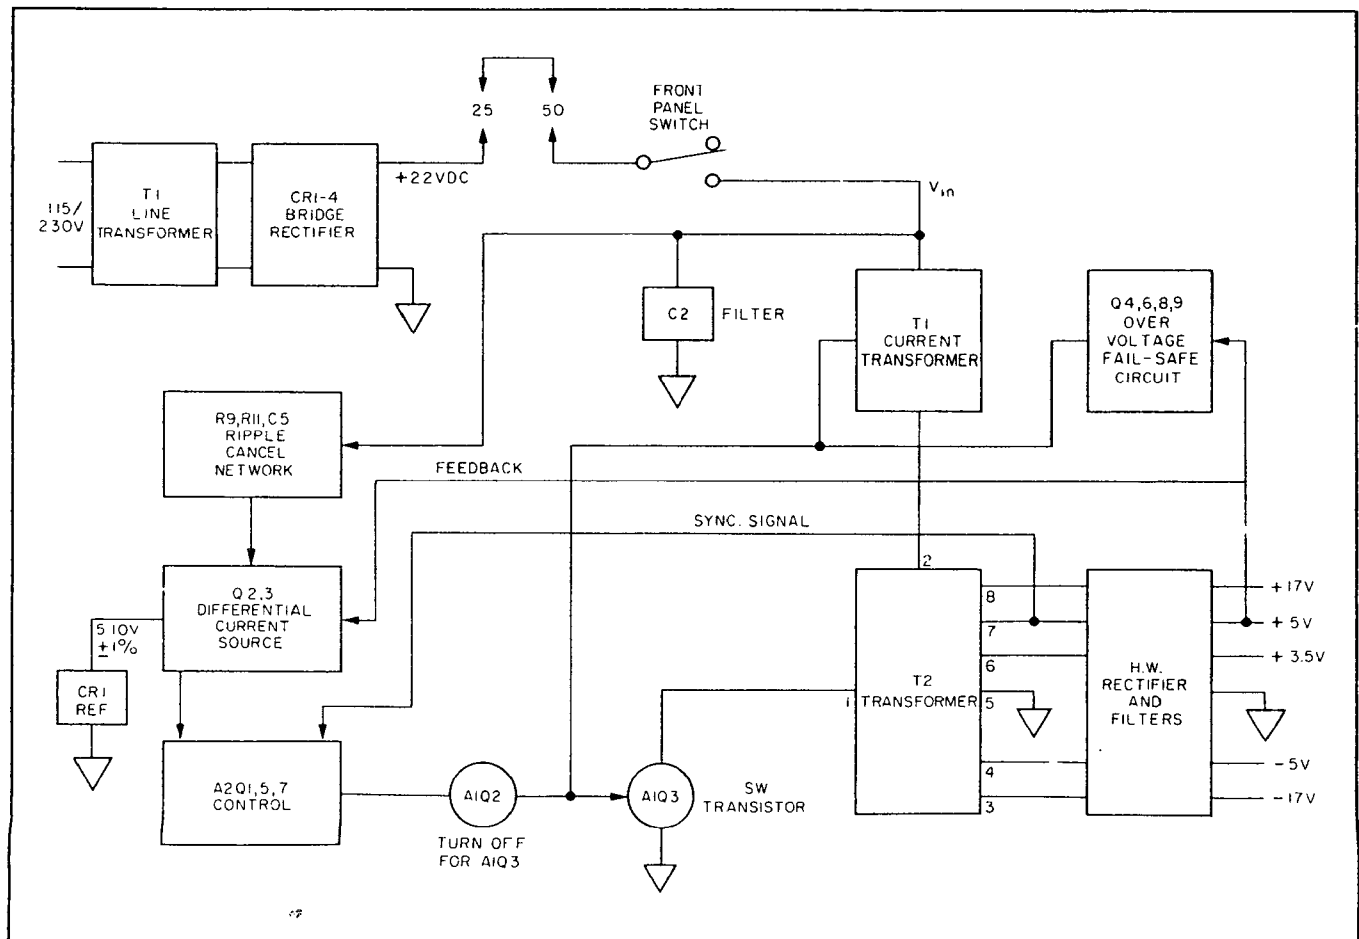 25
50
FRONT
PANEL
SWITCH
115/
230V
T1
LINE
TRANSFORMER
CR1-4
BRIDGE
RECTIFIER
+22VDC
Vin
C2
FILTER
T1
CURRENT
TRANSFORMER
Q4,6,8,9
OVER
VOLTAGE
FAIL-SAFE
CIRCUIT
R9,R11,C5
RIPPLE
CANCEL
NETWORK
FEEDBACK
SYNC. SIGNAL
Q2,3
DIFFERENTIAL
CURRENT
SOURCE
5.10V
±1%
CR1
REF
A2Q1,5,7
CONTROL
A1Q2
TURN OFF
FOR A1Q3
A1Q3
SW
TRANSISTOR
T2
TRANSFORMER
1
2
8
7
6
5
4
3
H.W.
RECTIFIER
AND
FILTERS
+17V
+5V
+3.5V
-5V
-17V